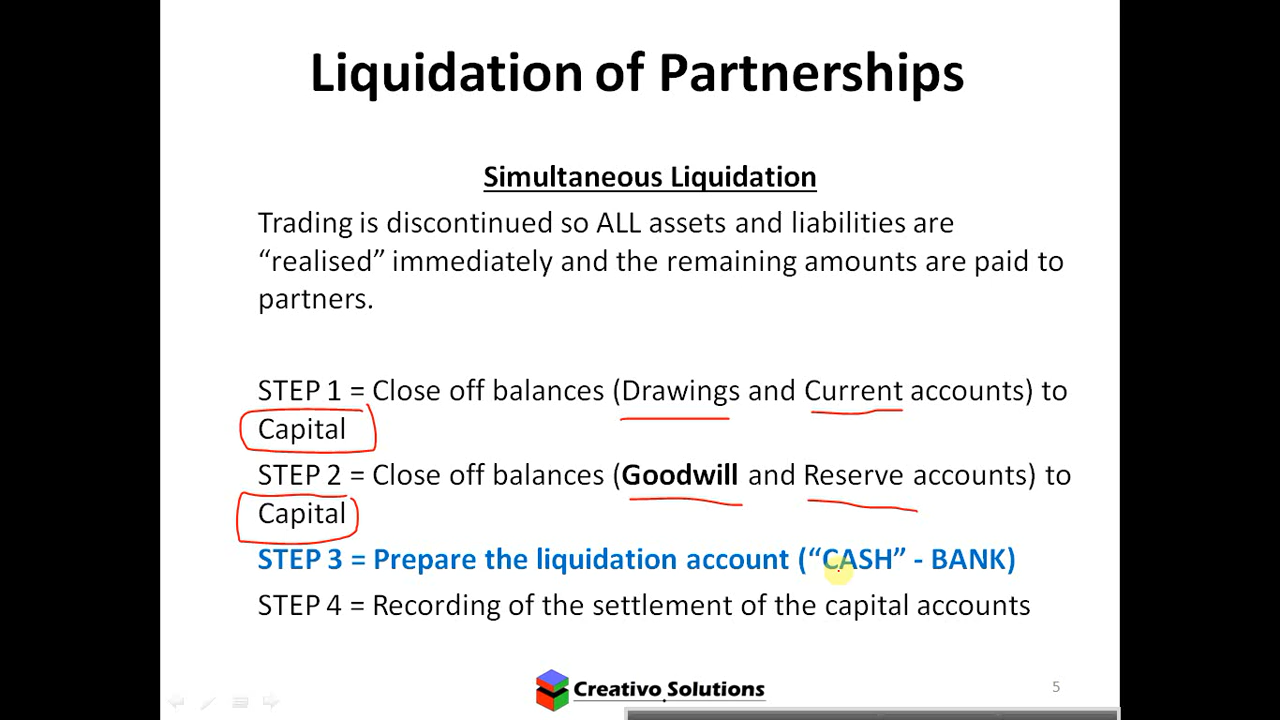 Liquidation of Partnerships
Simultaneous Liquidation
Trading is discontinued so ALL assets and liabilities are
“realised” immediately and the remaining amounts are paid to
partners.
STEP 1 = Close off balances (Drawings and Current accounts) to
Capital
STEP 2 = Close off balances (Goodwill and Reserve accounts) to
Capital
STEP 3 = Prepare the liquidation account (“CASH” - BANK)
STEP 4 = Recording of the settlement of the capital accounts
Creativo Solutions
5